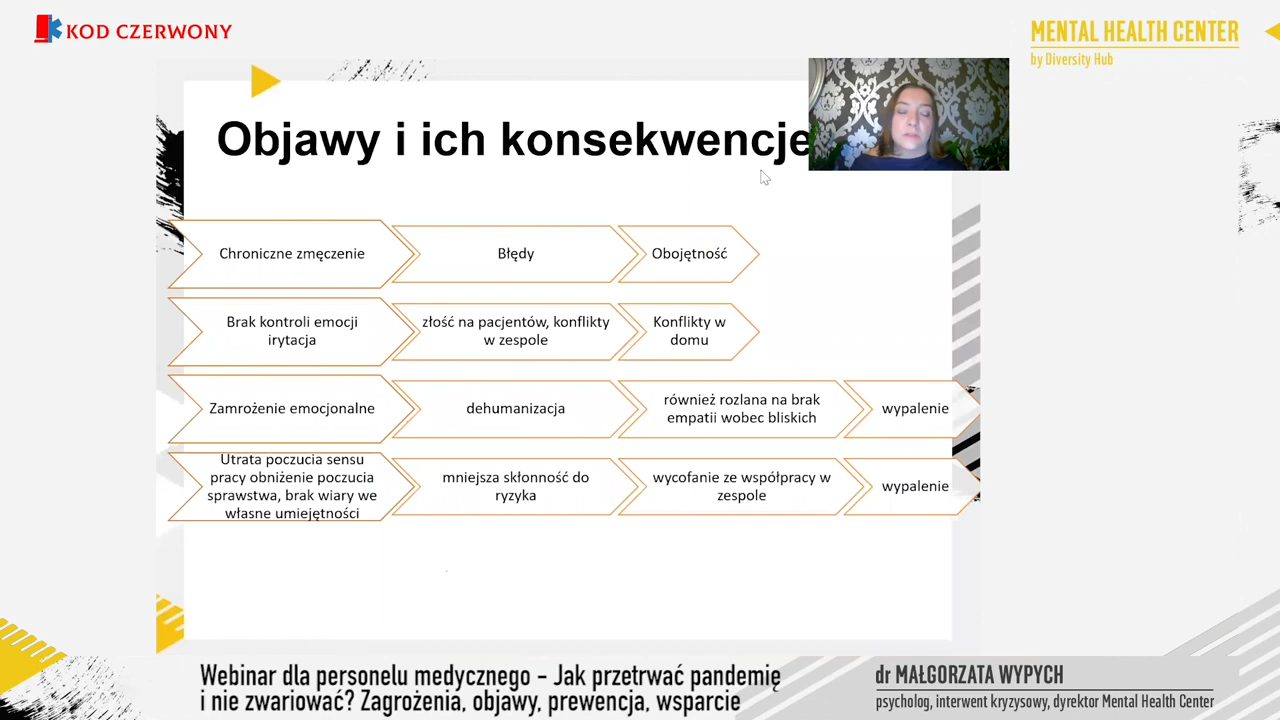 KOD CZERWONY
MENTAL HEALTH CENTER
by Diversity Hub
Objawy i ich konsekwencje
Chroniczne zmęczenie
Błędy
Obojętność
Brak kontroli emocji
irytacja
złość na pacjentów, konflikty
w zespole
Konflikty w
domu
Zamrożenie emocjonalne
dehumanizacja
również rozlana na brak
empatii wobec bliskich
wypalenie
Utrata poczucia sensu
pracy obniżenie poczucia
sprawstwa, brak wiary we
własne umiejętności
mniejsza skłonność do
ryzyka
wycofanie ze współpracy w
zespole
wypalenie
Webinar dla personelu medycznego – Jak przetrwać pandemię
i nie zwariować? Zagrożenia, objawy, prewencja, wsparcie
dr MAŁGORZATA WYPYCH
psycholog, interwent kryzysowy, dyrektor Mental Health Center